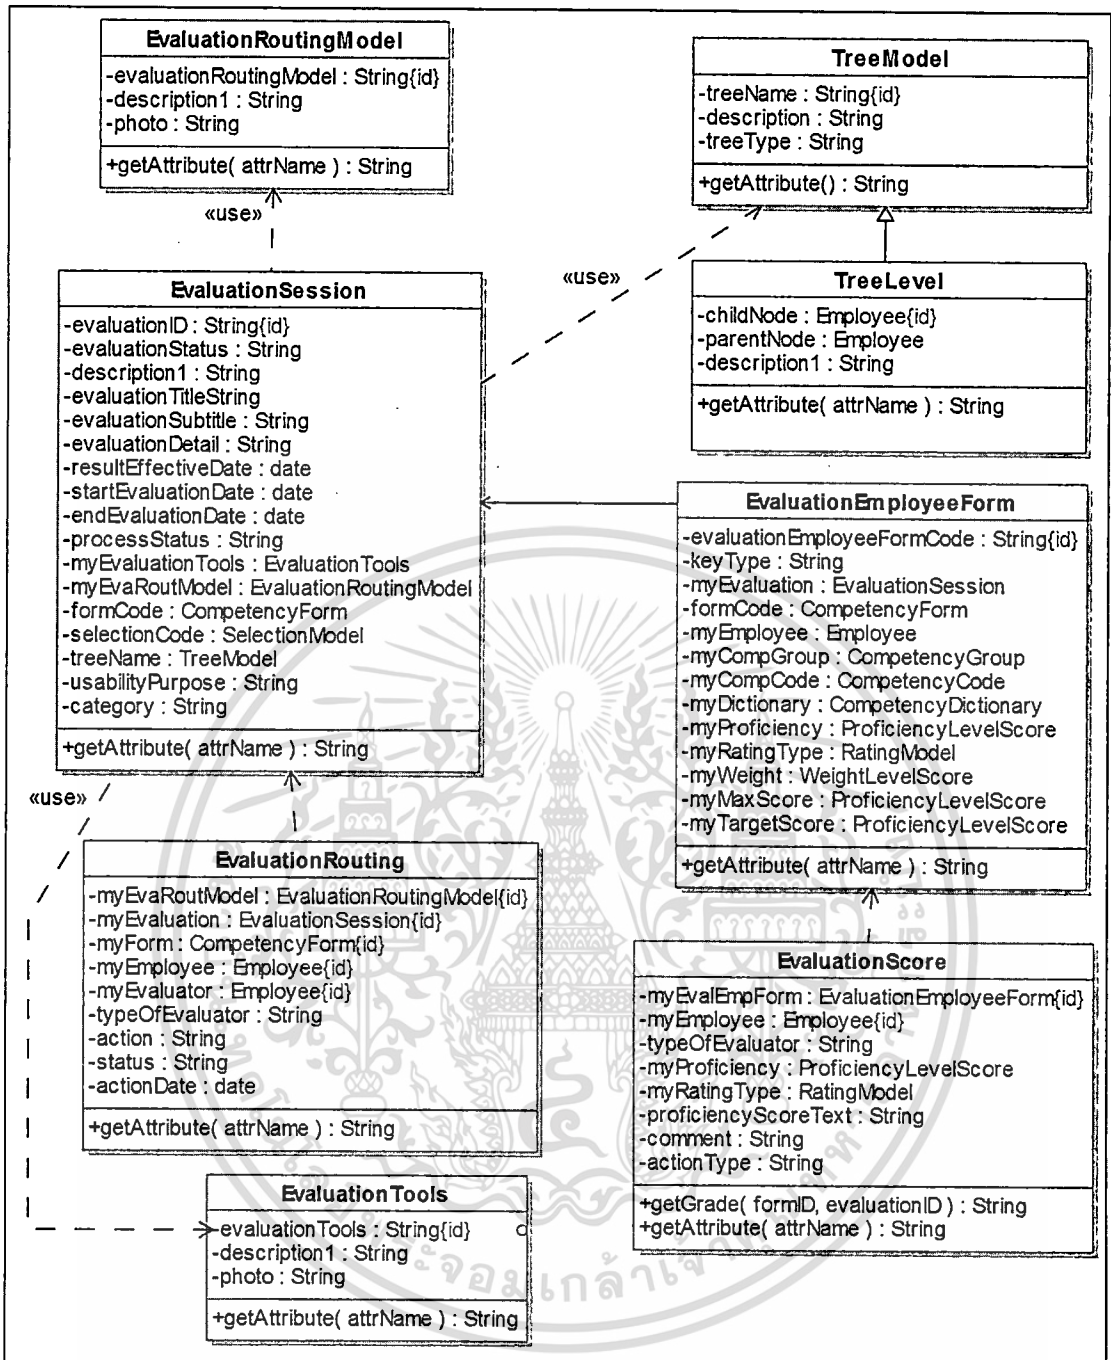 EvaluationRoutingModel
-evaluationRoutingModel : String{id}
-description1 : String
-photo : String
+getAttribute( attrName ) : String
TreeModel
-treeName : String{id}
-description : String
-treeType : String
+getAttribute() : String
«use»
«use»
EvaluationSession
-evaluationID : String{id}
-evaluationStatus : String
-description1 : String
-evaluationTitleString
-evaluationSubtitle : String
-evaluationDetail : String
-resultEffectiveDate : date
-startEvaluationDate : date
-endEvaluationDate : date
-processStatus : String
-myEvaluationTools : EvaluationTools
-myEvaRoutModel : EvaluationRoutingModel
-formCode : CompetencyForm
-selectionCode : SelectionModel
-treeName : TreeModel
-usabilityPurpose : String
-category : String
+getAttribute( attrName ) : String
TreeLevel
-childNode : Employee{id}
-parentNode : Employee
-description1 : String
+getAttribute( attrName ) : String
EvaluationEmployeeForm
-evaluationEmployeeFormCode : String{id}
-keyType : String
-myEvaluation : EvaluationSession
-formCode : CompetencyForm
-myEmployee : Employee
-myCompGroup : CompetencyGroup
-myCompCode : CompetencyCode
-myDictionary : CompetencyDictionary
-myProficiency : ProficiencyLevelScore
-myRatingType : RatingModel
-myWeight : WeightLevelScore
-myMaxScore : ProficiencyLevelScore
-myTargetScore : ProficiencyLevelScore
+getAttribute( attrName ) : String
«use»
EvaluationRouting
-myEvaRoutModel : EvaluationRoutingModel{id}
-myEvaluation : EvaluationSession{id}
-myForm : CompetencyForm{id}
-myEmployee : Employee{id}
-myEvaluator : Employee{id}
-typeOfEvaluator : String
-action : String
-status : String
-actionDate : date
+getAttribute( attrName ) : String
EvaluationScore
-myEvalEmpForm : EvaluationEmployeeForm{id}
-myEmployee : Employee{id}
-typeOfEvaluator : String
-myProficiency : ProficiencyLevelScore
-myRatingType : RatingModel
-proficiencyScoreText : String
-comment : String
-actionType : String
+getGrade( formID, evaluationID ) : String
+getAttribute( attrName ) : String
EvaluationTools
-evaluationTools : String{id}
-description1 : String
-photo : String
+getAttribute( attrName ) : String